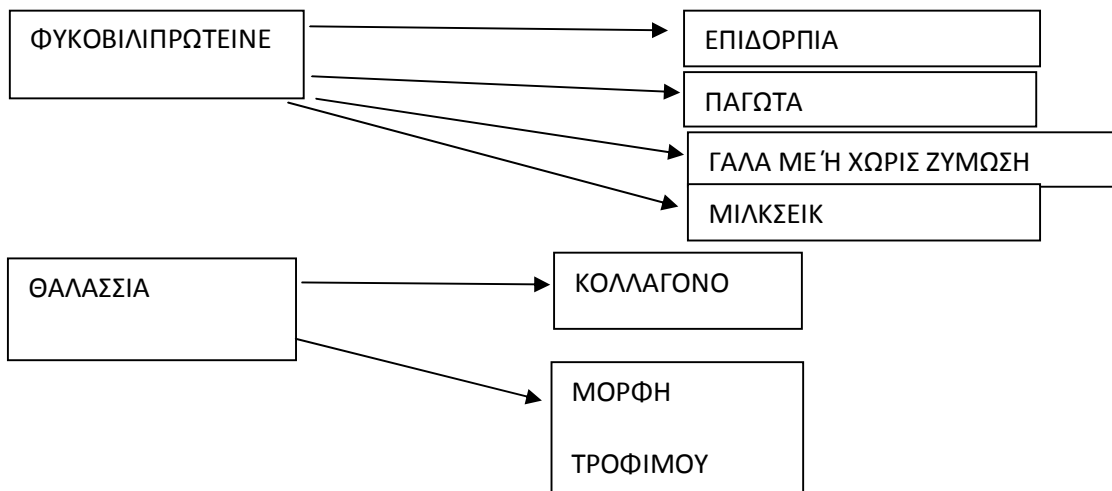 ΦΥΚΟΒΙΛΙΠΡΩΤΕΙΝΕ
ΕΠΙΔΟΡΠΙΑ
ΠΑΓΩΤΑ
ΓΑΛΑ ΜΕ Ή ΧΩΡΙΣ ΖΥΜΩΣΗ
ΜΙΛΚΣΕΙΚ
ΘΑΛΑΣΣΙΑ
ΚΟΛΛΑΓΟΝΟ
ΜΟΡΦΗ
ΤΡΟΦΙΜΟΥ